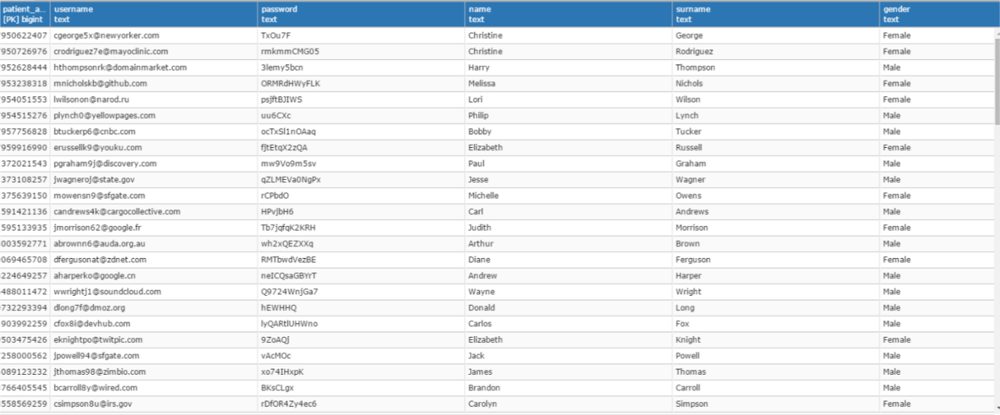 patient_a... username password name surname gender
[PK] bigint text text text text text
950622407 cgeorge5x@newyorker.com TxOu7F Christine George Female
950726976 crodriguez7e@mayoclinic.com rmkmmCMG05 Christine Rodriguez Female
952628444 hthompsonrk@domainmarket.com 3lemy5bcn Harry Thompson Male
953238318 mnicholskb@github.com ORMRdHWyFLK Melissa Nichols Female
954051553 lwilsonon@narod.ru psjftBJIWS Lori Wilson Female
954515276 plynch0@yellowpages.com uu6CXc Philip Lynch Male
957756828 btuckerp6@cnbc.com ocTxSl1nOAaq Bobby Tucker Male
959916990 erussellk9@youku.com fJtEtqX2zQA Elizabeth Russell Female
372021543 pgraham9j@discovery.com mw9Vo9m5sv Paul Graham Male
373108257 jwagneroj@state.gov qZLMEVa0NgPx Jesse Wagner Male
375639150 mowensn9@sfgate.com rCPbdO Michelle Owens Female
591421136 candrews4k@cargocollective.com HPvJbH6 Carl Andrews Male
595133935 jmorrison62@google.fr Tb7jqfqK2KRH Judith Morrison Female
003592771 abrownn6@auda.org.au wh2xQEZXXq Arthur Brown Male
069465708 dfergusonat@zdnet.com RMTbwdVezBE Diane Ferguson Female
224649257 aharperko@google.cn neICQsaGBYrT Andrew Harper Male
488011472 wwrightj1@soundcloud.com Q9724WnjGa7 Wayne Wright Male
732293394 dlong7f@dmoz.org hEWHHQ Donald Long Male
903992259 cfox8i@devhub.com lyQARtlUHWno Carlos Fox Male
503475426 eknightpo@twitpic.com 9ZoAQj Elizabeth Knight Female
258000562 jpowell94@sfgate.com vAcMOc Jack Powell Male
089123232 jthomas98@zimbio.com xo74IHxpK James Thomas Male
766405545 bcarroll8y@wired.com BKsCLgx Brandon Carroll Male
558569259 csimpson8u@irs.gov rDfOR4Zy4ec6 Carolyn Simpson Female